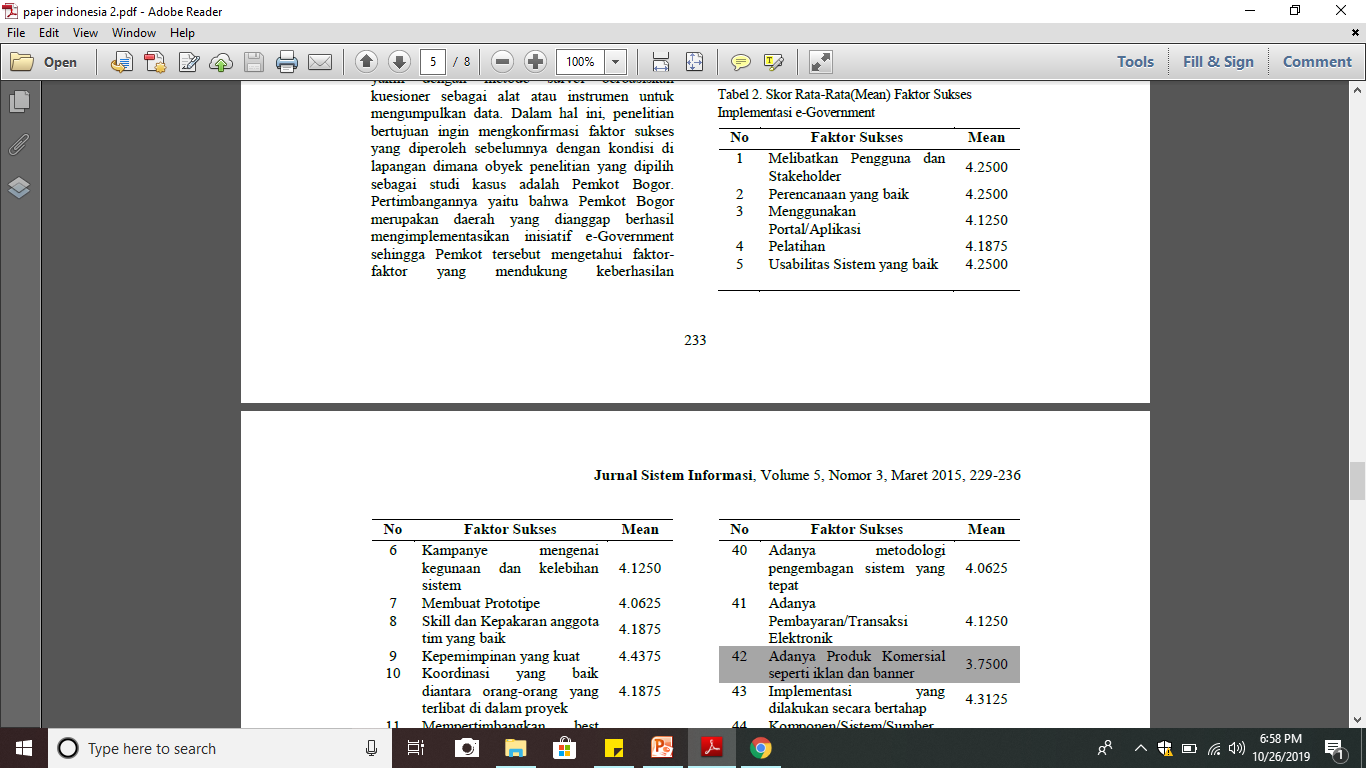 paper indonesia 2.pdf - Adobe Reader
File Edit View Window Help
Open
5 / 8
100%
Tools
Fill & Sign
Comment
kuesioner sebagai alat atau instrumen untuk
mengumpulkan data. Dalam hal ini, penelitian
bertujuan ingin mengkonfirmasi faktor sukses
yang diperoleh sebelumnya dengan kondisi di
lapangan dimana obyek penelitian yang dipilih
sebagai studi kasus adalah Pemkot Bogor.
Pertimbangannya yaitu bahwa Pemkot Bogor
merupakan daerah yang dianggap berhasil
mengimplementasikan inisiatif e-Government
sehingga Pemkot tersebut mengetahui faktor-
faktor yang mendukung keberhasilan
Tabel 2. Skor Rata-Rata(Mean) Faktor Sukses
Implementasi e-Government
No Faktor Sukses Mean
1 Melibatkan Pengguna dan
Stakeholder 4.2500
2 Perencanaan yang baik 4.2500
3 Menggunakan
Portal/Aplikasi 4.1250
4 Pelatihan 4.1875
5 Usabilitas Sistem yang baik 4.2500
233
Jurnal Sistem Informasi, Volume 5, Nomor 3, Maret 2015, 229-236
No Faktor Sukses Mean
6 Kampanye mengenai
kegunaan dan kelebihan 4.1250
sistem
7 Membuat Prototipe 4.0625
8 Skill dan Kepakaran anggota
tim yang baik 4.1875
9 Kepemimpinan yang kuat 4.4375
10 Koordinasi yang baik
diantara orang-orang yang 4.1875
terlibat di dalam proyek
11 Mempertimbangkan best
No Faktor Sukses Mean
40 Adanya metodologi
pengembagan sistem yang 4.0625
tepat
41 Adanya
Pembayaran/Transaksi 4.1250
Elektronik
42 Adanya Produk Komersial
seperti iklan dan banner 3.7500
43 Implementasi yang
dilakukan secara bertahap 4.3125
44 Komponen/Sistem/Sumber
Type here to search
6:58 PM
10/26/2019
1